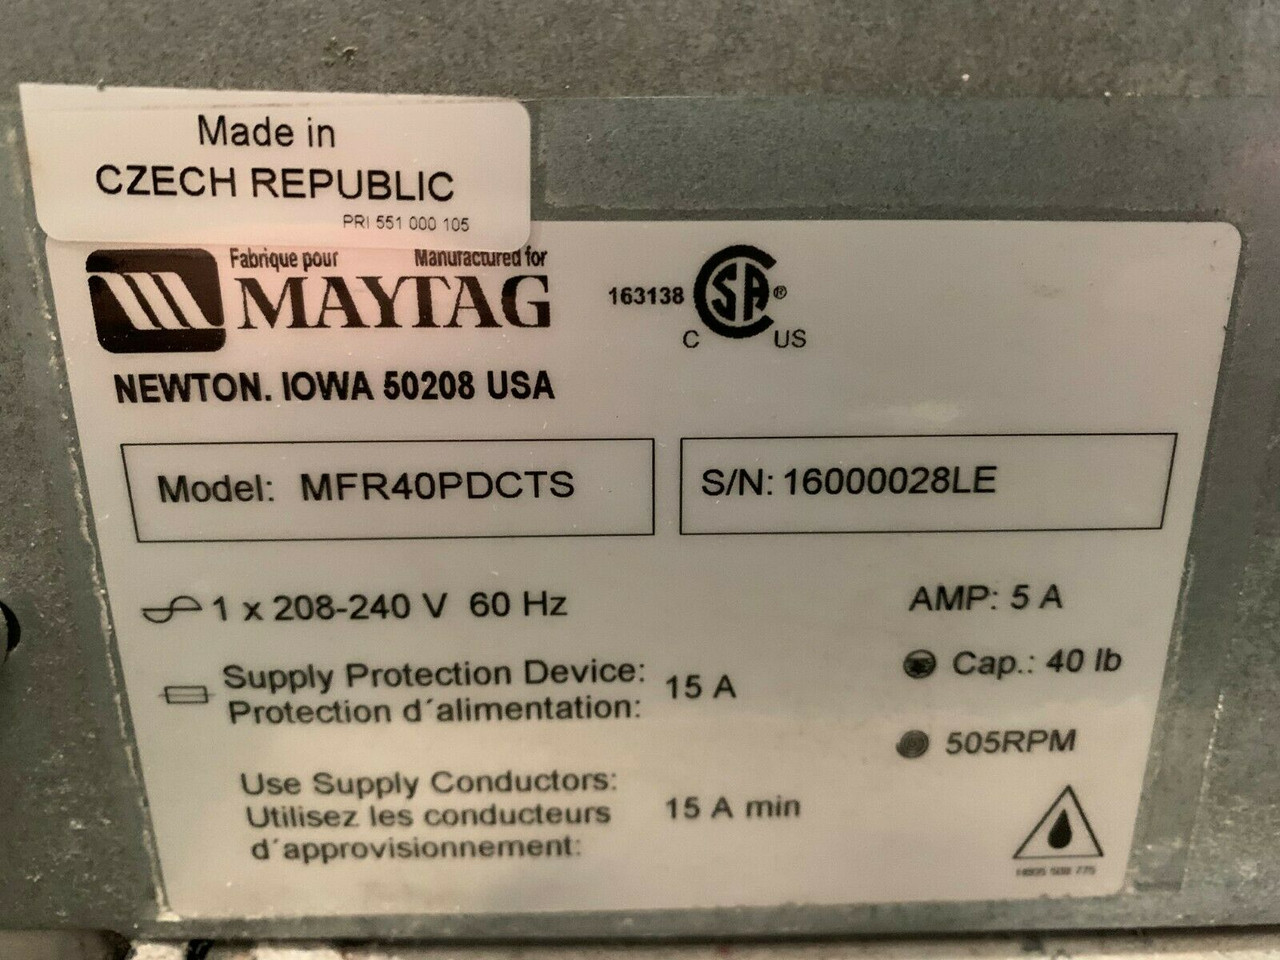 Made in
CZECH REPUBLIC
PRI 551 000 105
Fabrique pour Manufactured for
MAYTAG
163138 CSA® C US
NEWTON. IOWA 50208 USA
Model: MFR40PDCTS
S/N: 16000028LE
1 x 208-240 V 60 Hz
AMP: 5 A
Supply Protection Device: 15 A
Protection d´alimentation:
Cap.: 40 lb
505RPM
Use Supply Conductors: 15 A min
Utilisez les conducteurs
d´approvisionnement: